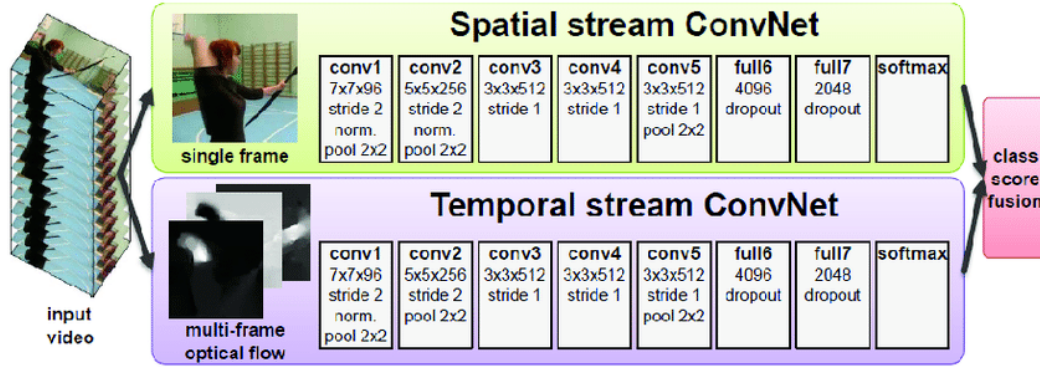 Spatial stream ConvNet
single frame
conv1
7x7x96
stride 2
norm.
pool 2x2
conv2
5x5x256
stride 2
norm.
pool 2x2
conv3
3x3x512
stride 1
conv4
3x3x512
stride 1
conv5
3x3x512
stride 1
pool 2x2
full6
4096
dropout
full7
2048
dropout
softmax
Temporal stream ConvNet
multi-frame
optical flow
conv1
7x7x96
stride 2
norm.
pool 2x2
conv2
5x5x256
stride 2
pool 2x2
conv3
3x3x512
stride 1
conv4
3x3x512
stride 1
conv5
3x3x512
stride 1
pool 2x2
full6
4096
dropout
full7
2048
dropout
softmax
input
video
class
score
fusion